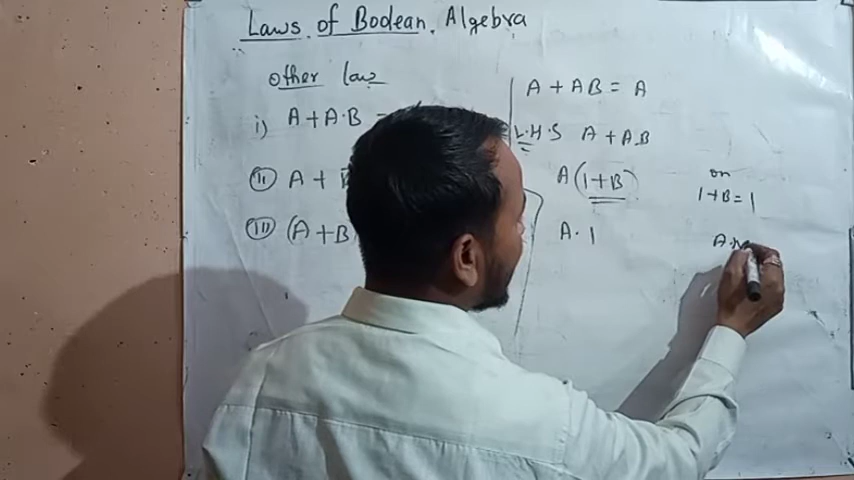 Laws of Boolean Algebra
other law
i) A + A·B =
(ii) A +
(iii) (A + B
A + AB = A
L.H.S A + A.B
A (1+B)
A · 1
on
1+B = 1
A.